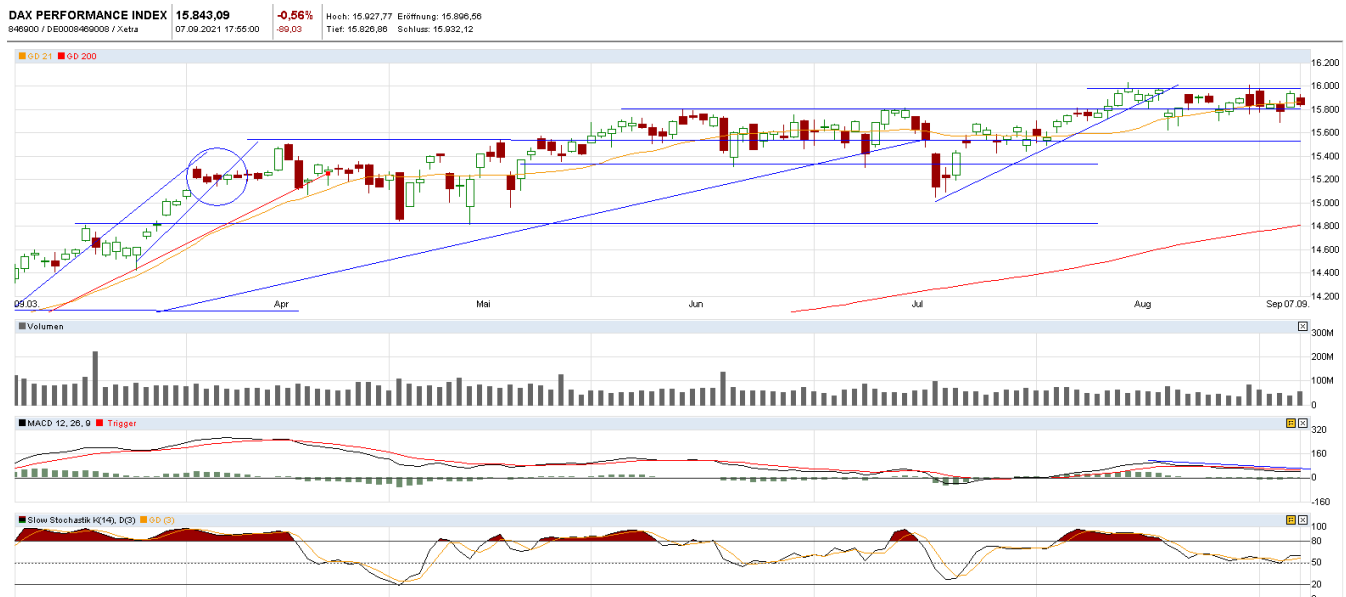 DAX PERFORMANCE INDEX 15.843,09 -0,56% Hoch: 15.927,77 Eröffnung: 15.896,56
846900 / DE0008469008 / Xetra 07.09.2021 17:55:00 -89,03 Tief: 15.826,86 Schluss: 15.932,12
GD 21 GD 200
16.200
16.000
15.800
15.600
15.400
15.200
15.000
14.800
14.600
14.400
14.200
09.03. Apr Mai Jun Jul Aug Sep 07.09.
Volumen
300M
200M
100M
0
MACD 12, 26, 9 Trigger
320
160
0
-160
Slow Stochastik K(14), D(3) GD (3)
100
80
50
20
0